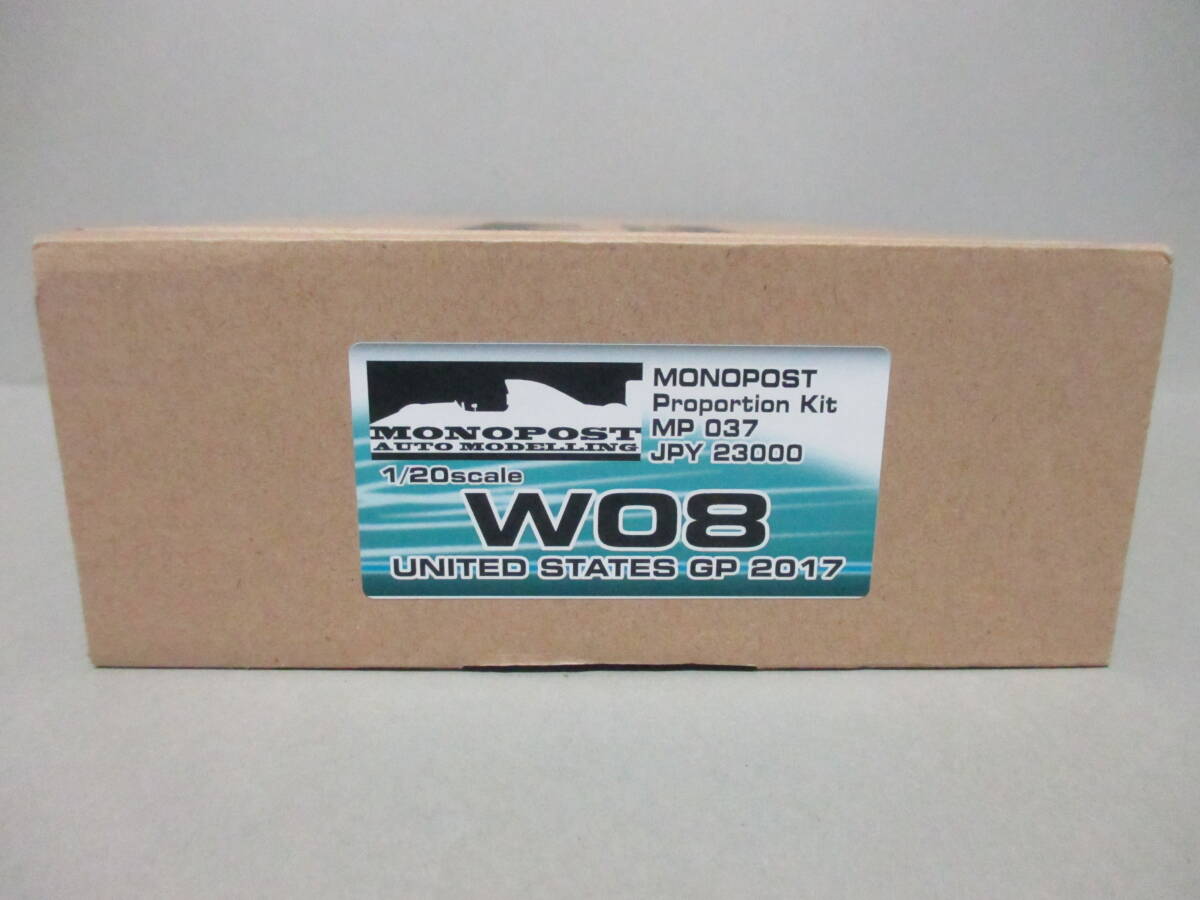 MONOPOST
AUTO MODELLING
MONOPOST
Proportion Kit
MP 037
JPY 23000
1/20scale
W08
UNITED STATES GP 2017